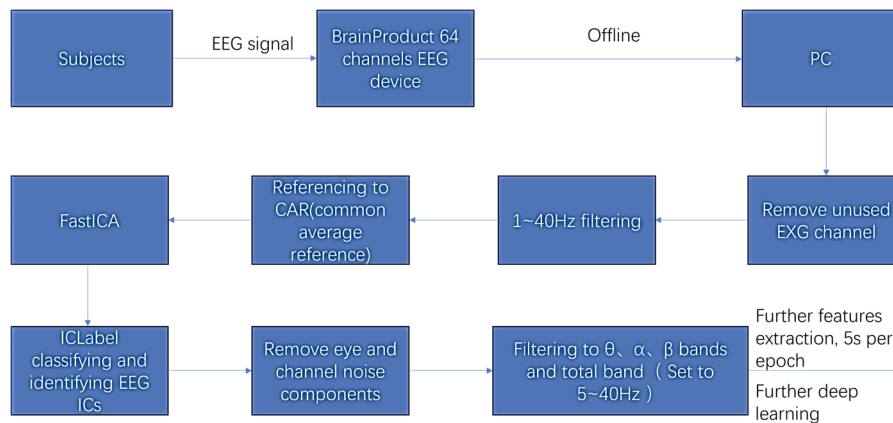 Subjects
EEG signal
BrainProduct 64
channels EEG
device
Offline
PC
FastICA
Referencing to
CAR(common
average
reference)
1~40Hz filtering
Remove unused
EXG channel
ICLabel
classifying and
identifying EEG
ICs
Remove eye and
channel noise
components
Filtering to θ、α、β bands
and total band（ Set to
5~40Hz ）
Further features
extraction, 5s per
epoch
Further deep
learning